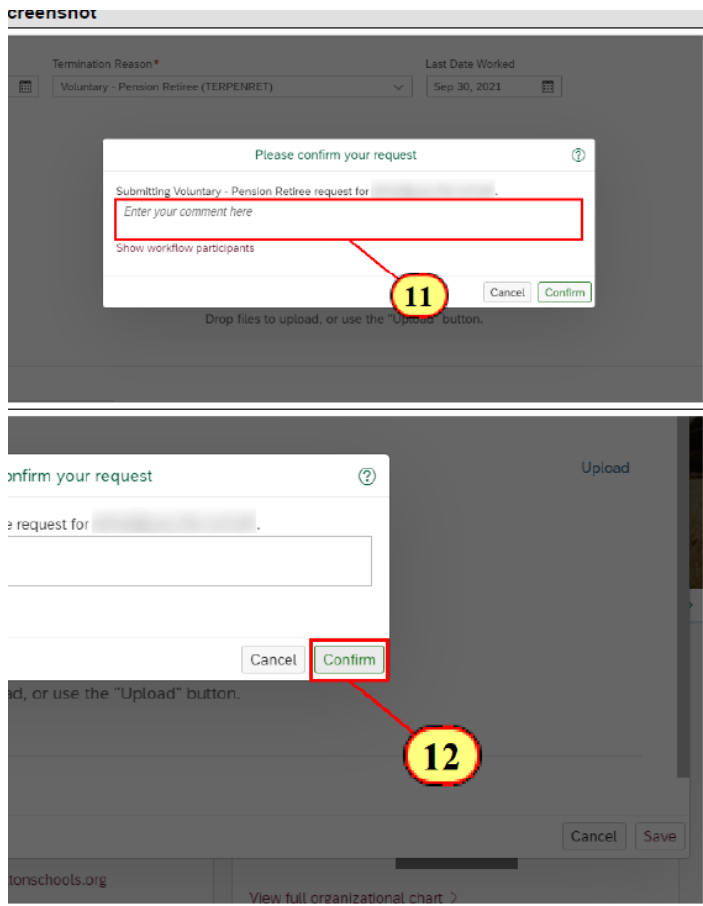 creenshot
Termination Reason*
Last Date Worked
Voluntary - Pension Retiree (TERPENRET)
Sep 30, 2021
Please confirm your request
Submitting Voluntary - Pension Retiree request for .
Enter your comment here
Show workflow participants
11
Cancel Confirm
Drop files to upload, or use the "Upload" button.
onfirm your request
Upload
e request for .
Cancel Confirm
ad, or use the "Upload" button.
12
Cancel Save
tonschools.org
View full organizational chart